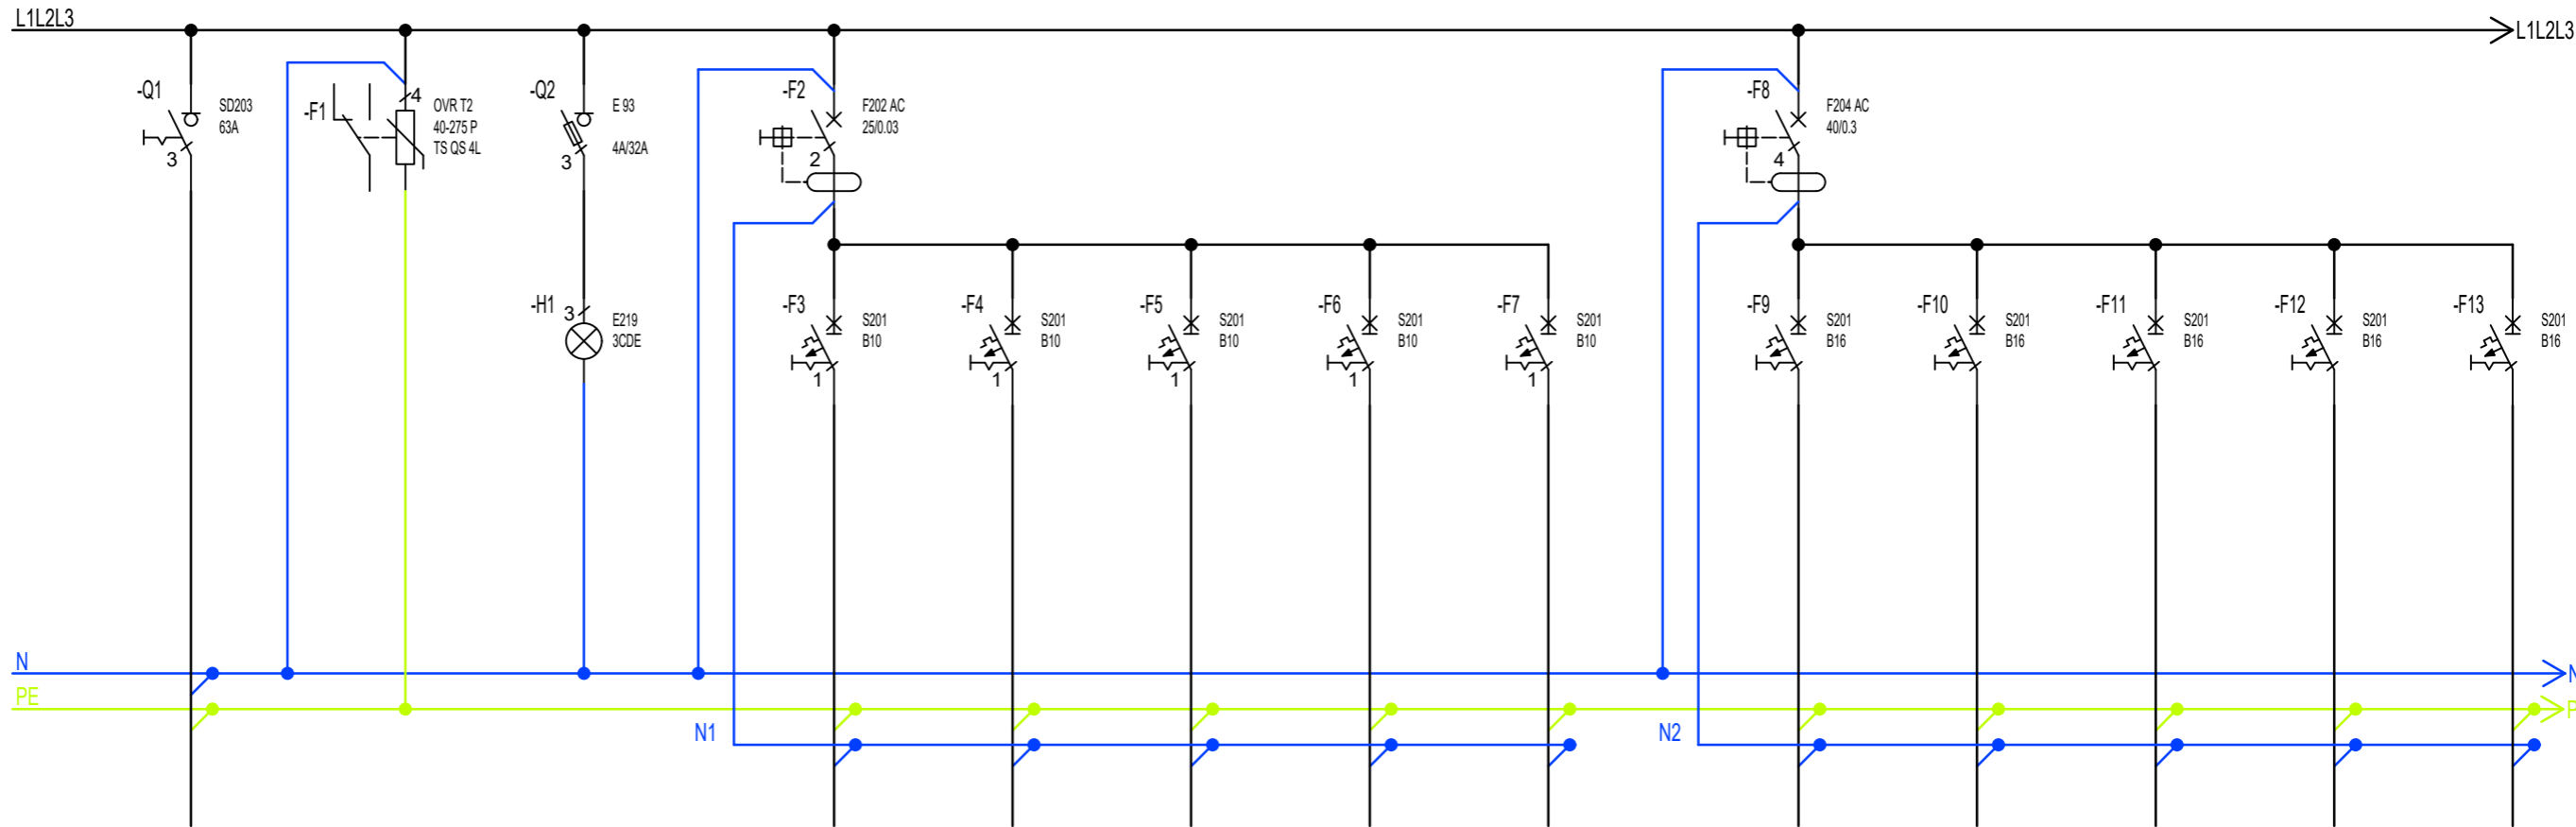 L1L2L3
L1L2L3
-Q1
SD203
63A
3
-F1
4
OVR T2
40-275 P
TS QS 4L
-Q2
E 93
4A/32A
3
-H1
3
E219
3CDE
-F2
F202 AC
25/0.03
2
-F8
F204 AC
40/0.3
4
-F3
S201
B10
1
-F4
S201
B10
1
-F5
S201
B10
1
-F6
S201
B10
1
-F7
S201
B10
1
-F9
S201
B16
-F10
S201
B16
-F11
S201
B16
-F12
S201
B16
-F13
S201
B16
N
N
PE
P
N1
N2